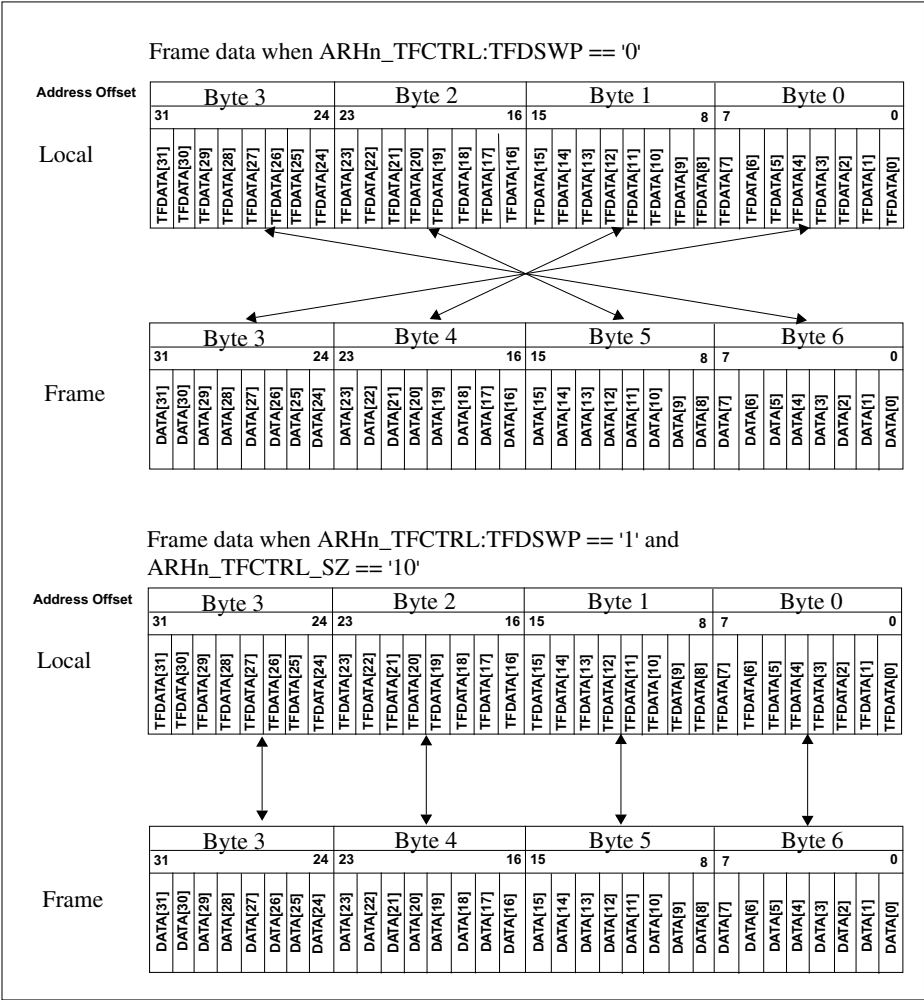 Frame data when ARHn_TFCTRL:TFDSWP == '0'
Address Offset Byte 3 Byte 2 Byte 1 Byte 0
31 24 23 16 15 8 7 0
Local
TFDATA[31] TFDATA[30] TFDATA[29] TFDATA[28] TFDATA[27] TFDATA[26] TFDATA[25] TFDATA[24] TFDATA[23] TFDATA[22] TFDATA[21] TFDATA[20] TFDATA[19] TFDATA[18] TFDATA[17] TFDATA[16] TFDATA[15] TFDATA[14] TFDATA[13] TFDATA[12] TFDATA[11] TFDATA[10] TFDATA[9] TFDATA[8] TFDATA[7] TFDATA[6] TFDATA[5] TFDATA[4] TFDATA[3] TFDATA[2] TFDATA[1] TFDATA[0]
Byte 3 Byte 4 Byte 5 Byte 6
31 24 23 16 15 8 7 0
Frame
DATA[31] DATA[30] DATA[29] DATA[28] DATA[27] DATA[26] DATA[25] DATA[24] DATA[23] DATA[22] DATA[21] DATA[20] DATA[19] DATA[18] DATA[17] DATA[16] DATA[15] DATA[14] DATA[13] DATA[12] DATA[11] DATA[10] DATA[9] DATA[8] DATA[7] DATA[6] DATA[5] DATA[4] DATA[3] DATA[2] DATA[1] DATA[0]
Frame data when ARHn_TFCTRL:TFDSWP == '1' and
ARHn_TFCTRL_SZ == '10'
Address Offset Byte 3 Byte 2 Byte 1 Byte 0
31 24 23 16 15 8 7 0
Local
TFDATA[31] TFDATA[30] TFDATA[29] TFDATA[28] TFDATA[27] TFDATA[26] TFDATA[25] TFDATA[24] TFDATA[23] TFDATA[22] TFDATA[21] TFDATA[20] TFDATA[19] TFDATA[18] TFDATA[17] TFDATA[16] TFDATA[15] TFDATA[14] TFDATA[13] TFDATA[12] TFDATA[11] TFDATA[10] TFDATA[9] TFDATA[8] TFDATA[7] TFDATA[6] TFDATA[5] TFDATA[4] TFDATA[3] TFDATA[2] TFDATA[1] TFDATA[0]
Byte 3 Byte 4 Byte 5 Byte 6
31 24 23 16 15 8 7 0
Frame
DATA[31] DATA[30] DATA[29] DATA[28] DATA[27] DATA[26] DATA[25] DATA[24] DATA[23] DATA[22] DATA[21] DATA[20] DATA[19] DATA[18] DATA[17] DATA[16] DATA[15] DATA[14] DATA[13] DATA[12] DATA[11] DATA[10] DATA[9] DATA[8] DATA[7] DATA[6] DATA[5] DATA[4] DATA[3] DATA[2] DATA[1] DATA[0]